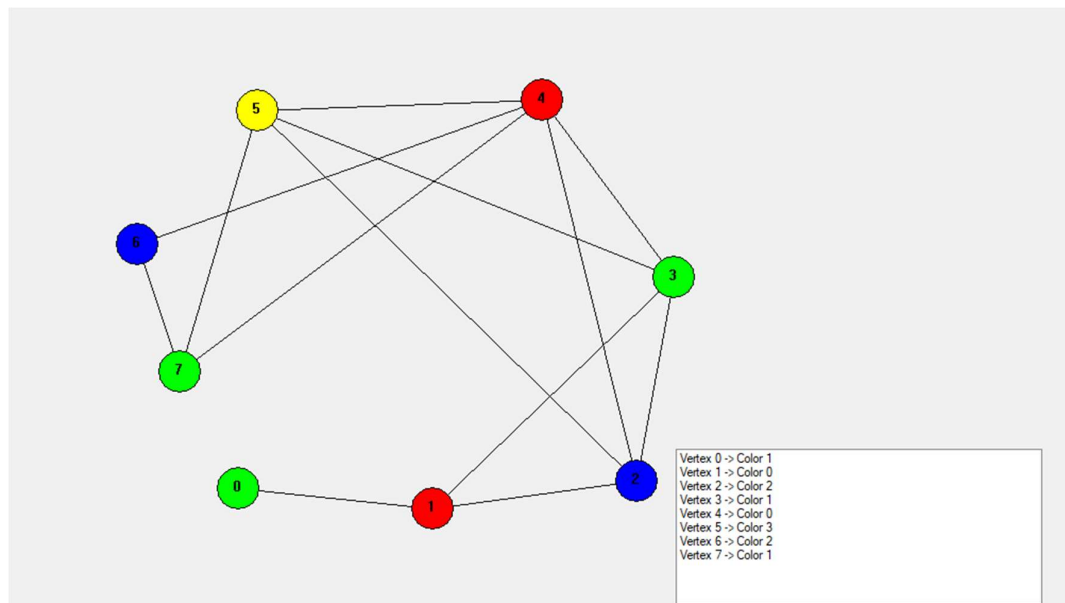 4
5
6
3
7
0
2
1
Vertex 0 -> Color 1
Vertex 1 -> Color 0
Vertex 2 -> Color 2
Vertex 3 -> Color 1
Vertex 4 -> Color 0
Vertex 5 -> Color 3
Vertex 6 -> Color 2
Vertex 7 -> Color 1